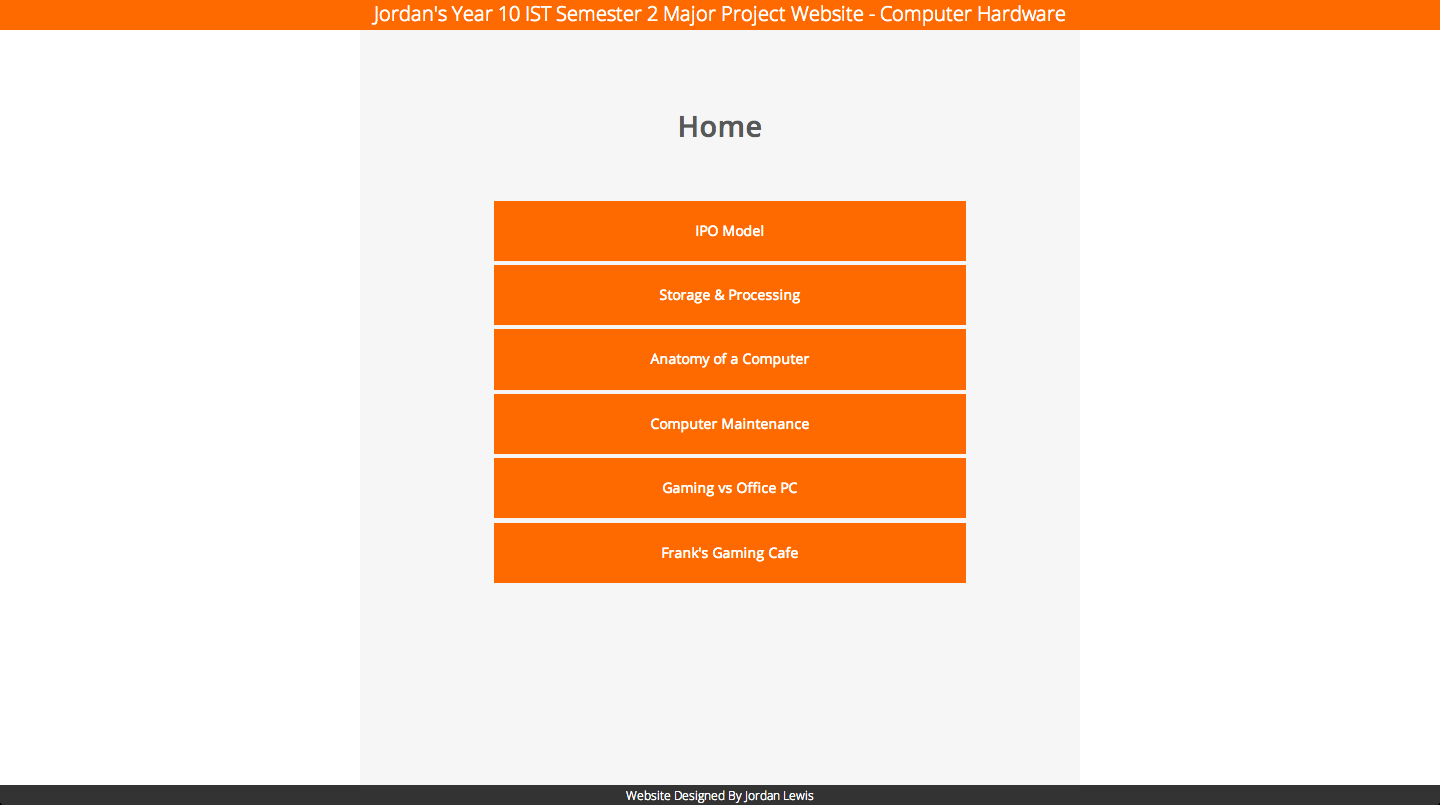 Jordan's Year 10 IST Semester 2 Major Project Website - Computer Hardware
Home
IPO Model
Storage & Processing
Anatomy of a Computer
Computer Maintenance
Gaming vs Office PC
Frank's Gaming Cafe
Website Designed By Jordan Lewis